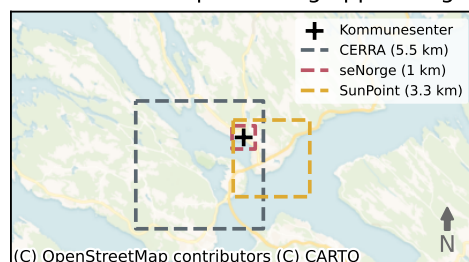 Kommunesenter
CERRA (5.5 km)
seNorge (1 km)
SunPoint (3.3 km)
N
(C) OpenStreetMap contributors (C) CARTO